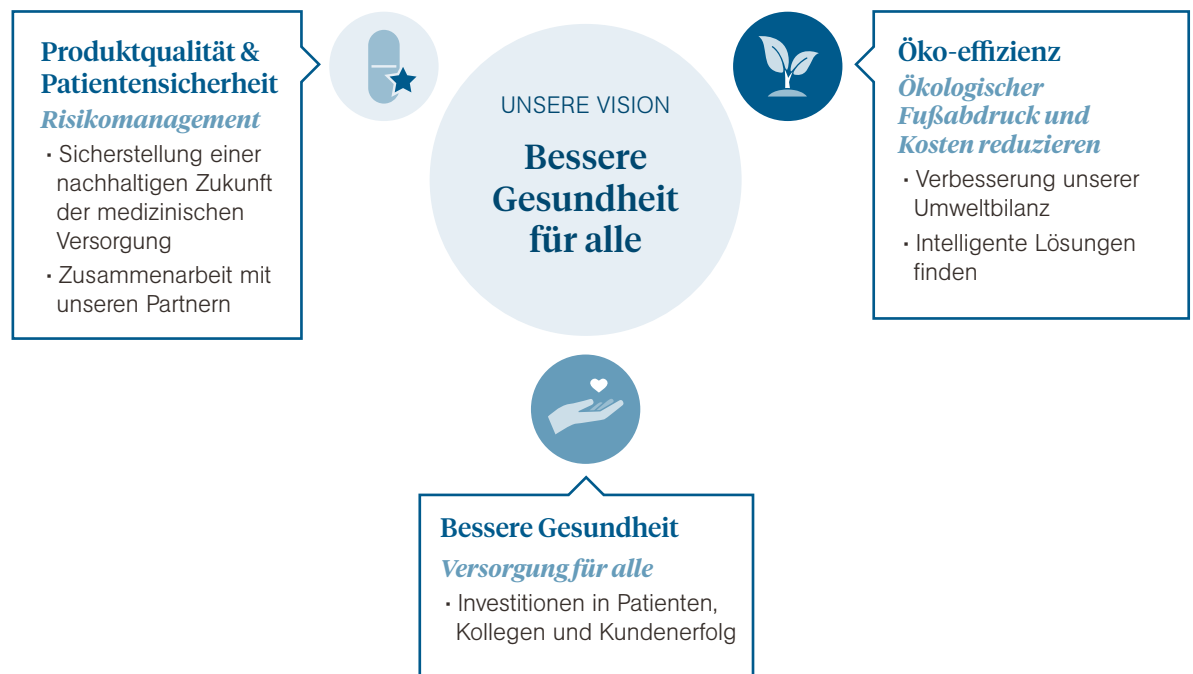 Produktqualität &
Patientensicherheit
Risikomanagement
· Sicherstellung einer
nachhaltigen Zukunft
der medizinischen
Versorgung
· Zusammenarbeit mit
unseren Partnern
UNSERE VISION
Bessere
Gesundheit
für alle
Öko-effizienz
Ökologischer
Fußabdruck und
Kosten reduzieren
· Verbesserung unserer
Umweltbilanz
· Intelligente Lösungen
finden
Bessere Gesundheit
Versorgung für alle
· Investitionen in Patienten,
Kollegen und Kundenerfolg